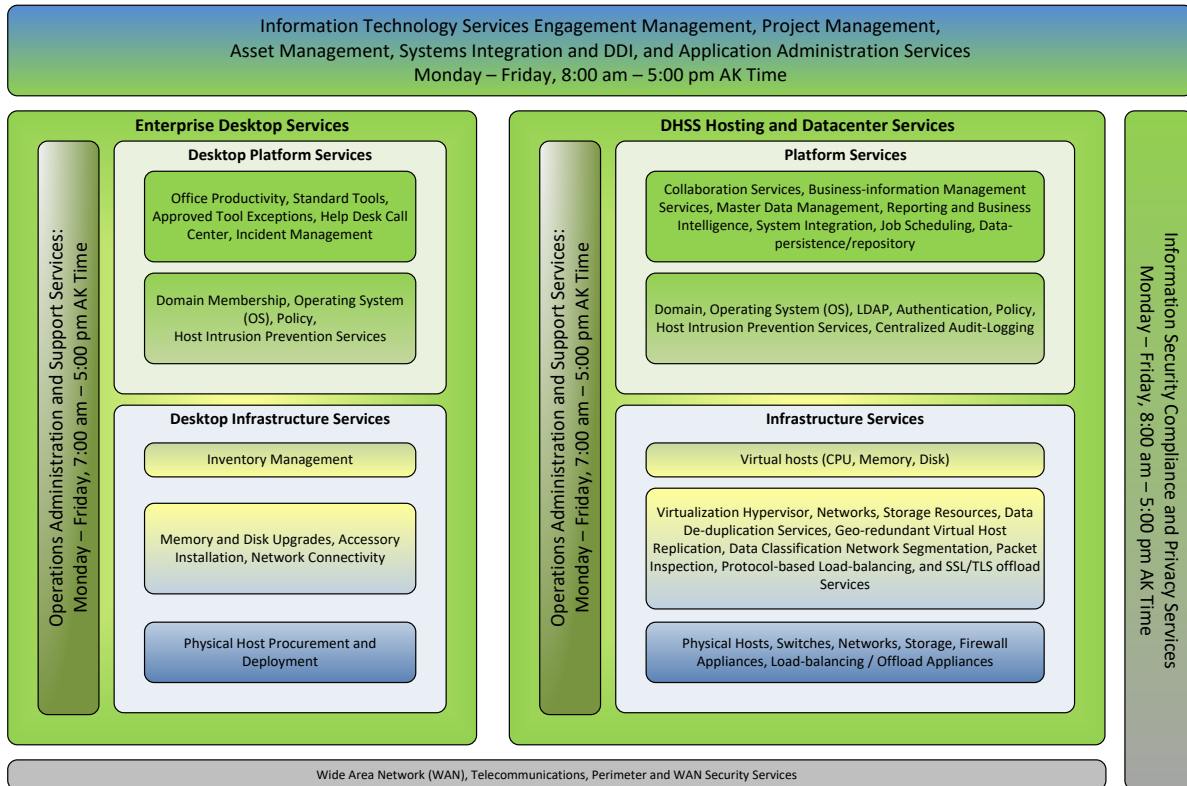 Information Technology Services Engagement Management, Project Management,
Asset Management, Systems Integration and DDI, and Application Administration Services
Monday – Friday, 8:00 am – 5:00 pm AK Time
Enterprise Desktop Services
Operations Administration and Support Services:
Monday – Friday, 7:00 am – 5:00 pm AK Time
Desktop Platform Services
Office Productivity, Standard Tools,
Approved Tool Exceptions, Help Desk Call
Center, Incident Management
Domain Membership, Operating System
(OS), Policy,
Host Intrusion Prevention Services
Desktop Infrastructure Services
Inventory Management
Memory and Disk Upgrades, Accessory
Installation, Network Connectivity
Physical Host Procurement and
Deployment
DHSS Hosting and Datacenter Services
Operations Administration and Support Services:
Monday – Friday, 7:00 am – 5:00 pm AK Time
Platform Services
Collaboration Services, Business-information Management
Services, Master Data Management, Reporting and Business
Intelligence, System Integration, Job Scheduling, Data-
persistence/repository
Domain, Operating System (OS), LDAP, Authentication, Policy,
Host Intrusion Prevention Services, Centralized Audit-Logging
Infrastructure Services
Virtual hosts (CPU, Memory, Disk)
Virtualization Hypervisor, Networks, Storage Resources, Data
De-duplication Services, Geo-redundant Virtual Host
Replication, Data Classification Network Segmentation, Packet
Inspection, Protocol-based Load-balancing, and SSL/TLS offload
Services
Physical Hosts, Switches, Networks, Storage, Firewall
Appliances, Load-balancing / Offload Appliances
Information Security Compliance and Privacy Services
Monday – Friday, 8:00 am – 5:00 pm AK Time
Wide Area Network (WAN), Telecommunications, Perimeter and WAN Security Services